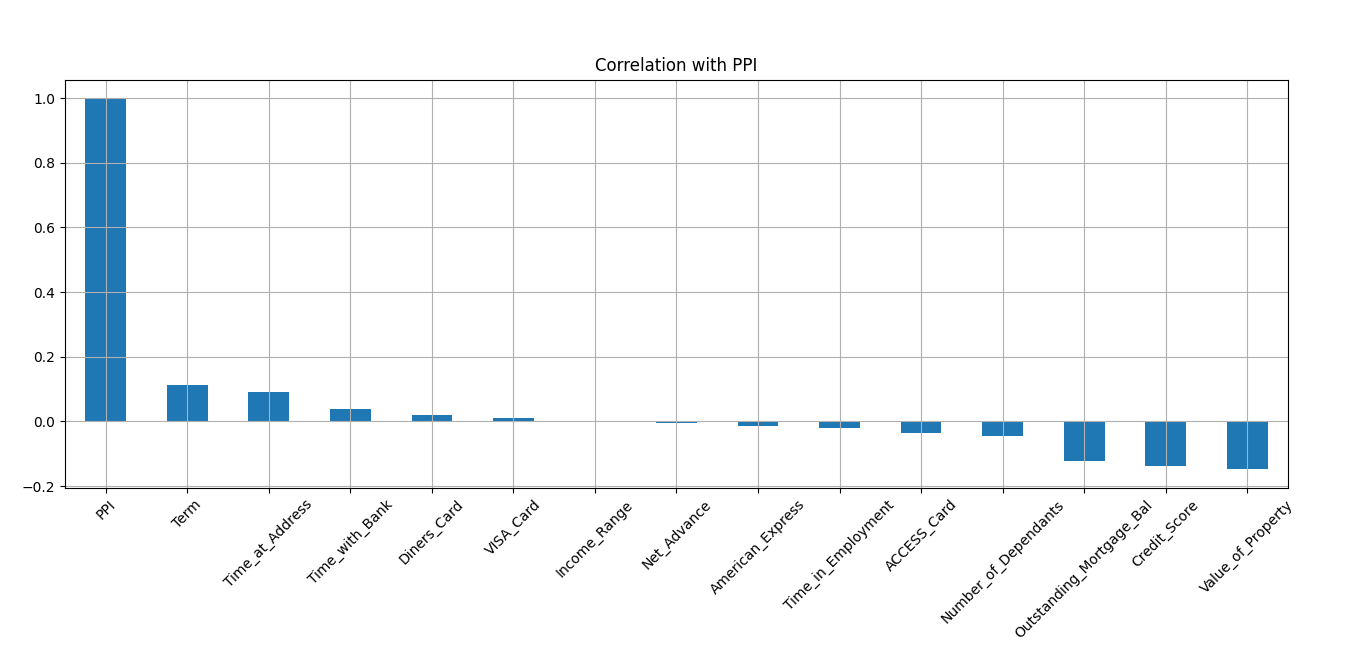 Correlation with PPI
1.0
0.8
0.6
0.4
0.2
0.0
−0.2
PPI
Term
Time_at_Address
Time_with_Bank
Diners_Card
VISA_Card
Income_Range
Net_Advance
American_Express
Time_in_Employment
ACCESS_Card
Number_of_Dependants
Outstanding_Mortgage_Bal
Credit_Score
Value_of_Property